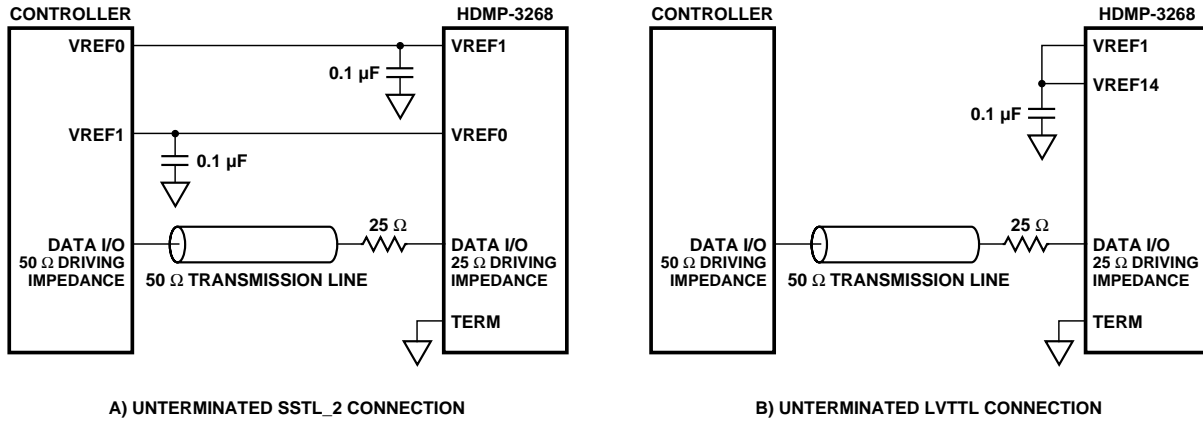 CONTROLLER
HDMP-3268
VREF0
VREF1
0.1 µF
VREF1
VREF0
0.1 µF
25 Ω
DATA I/O
50 Ω DRIVING
IMPEDANCE
50 Ω TRANSMISSION LINE
DATA I/O
25 Ω DRIVING
IMPEDANCE
TERM
A) UNTERMINATED SSTL_2 CONNECTION
CONTROLLER
HDMP-3268
VREF1
VREF14
0.1 µF
25 Ω
DATA I/O
50 Ω DRIVING
IMPEDANCE
50 Ω TRANSMISSION LINE
DATA I/O
25 Ω DRIVING
IMPEDANCE
TERM
B) UNTERMINATED LVTTL CONNECTION